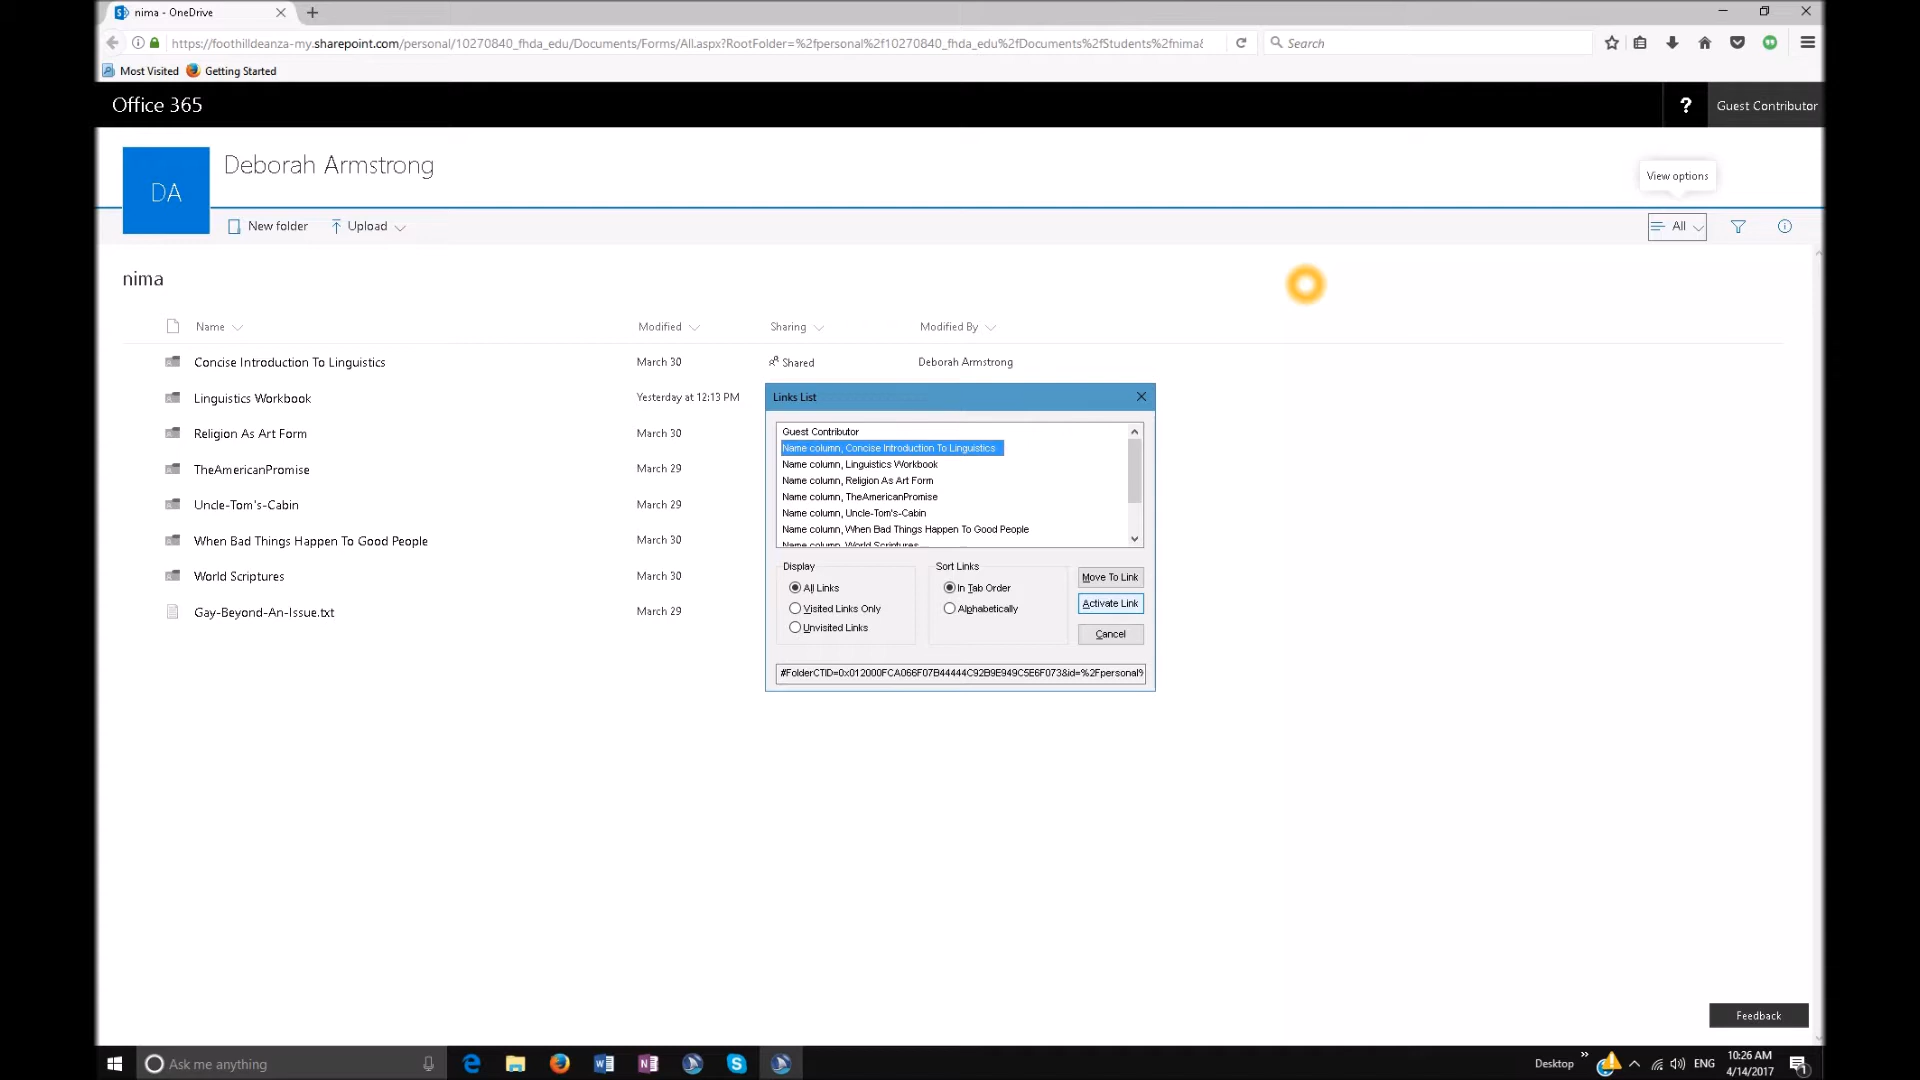 nima - OneDrive
https://foothilldeanza-my.sharepoint.com/personal/10270840_fhda_edu/Documents/Forms/All.aspx?RootFolder=%2fpersonal%2f10270840_fhda_edu%2fDocuments%2fStudents%2fnima&
Search
Most Visited Getting Started
Office 365
? Guest Contributor
DA
Deborah Armstrong
View options
New folder Upload
All
nima
Name Modified Sharing Modified By
Concise Introduction To Linguistics March 30 Shared Deborah Armstrong
Linguistics Workbook Yesterday at 12:13 PM
Religion As Art Form March 30
TheAmericanPromise March 29
Uncle-Tom's-Cabin March 29
When Bad Things Happen To Good People March 30
World Scriptures March 30
Gay-Beyond-An-Issue.txt March 29
Links List
Guest Contributor
Name column, Concise Introduction To Linguistics
Name column, Linguistics Workbook
Name column, Religion As Art Form
Name column, TheAmericanPromise
Name column, Uncle-Tom's-Cabin
Name column, When Bad Things Happen To Good People
Name column, World Scriptures
Display
All Links
Visited Links Only
Unvisited Links
Sort Links
In Tab Order
Alphabetically
Move To Link
Activate Link
Cancel
#FolderCTID=0x012000FCA066F07B44444C92B9E949C5E6F073&id=%2Fpersonal%
Feedback
Ask me anything
Desktop
ENG
10:26 AM
4/14/2017
1